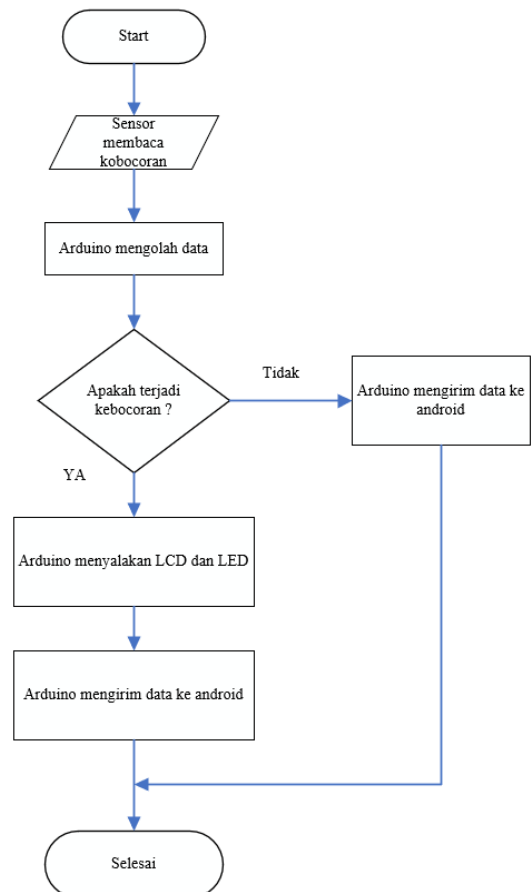 Start
Sensor
membaca
kobocoran
Arduino mengolah data
Apakah terjadi
kebocoran ?
Tidak
Arduino mengirim data ke
android
YA
Arduino menyalakan LCD dan LED
Arduino mengirim data ke android
Selesai